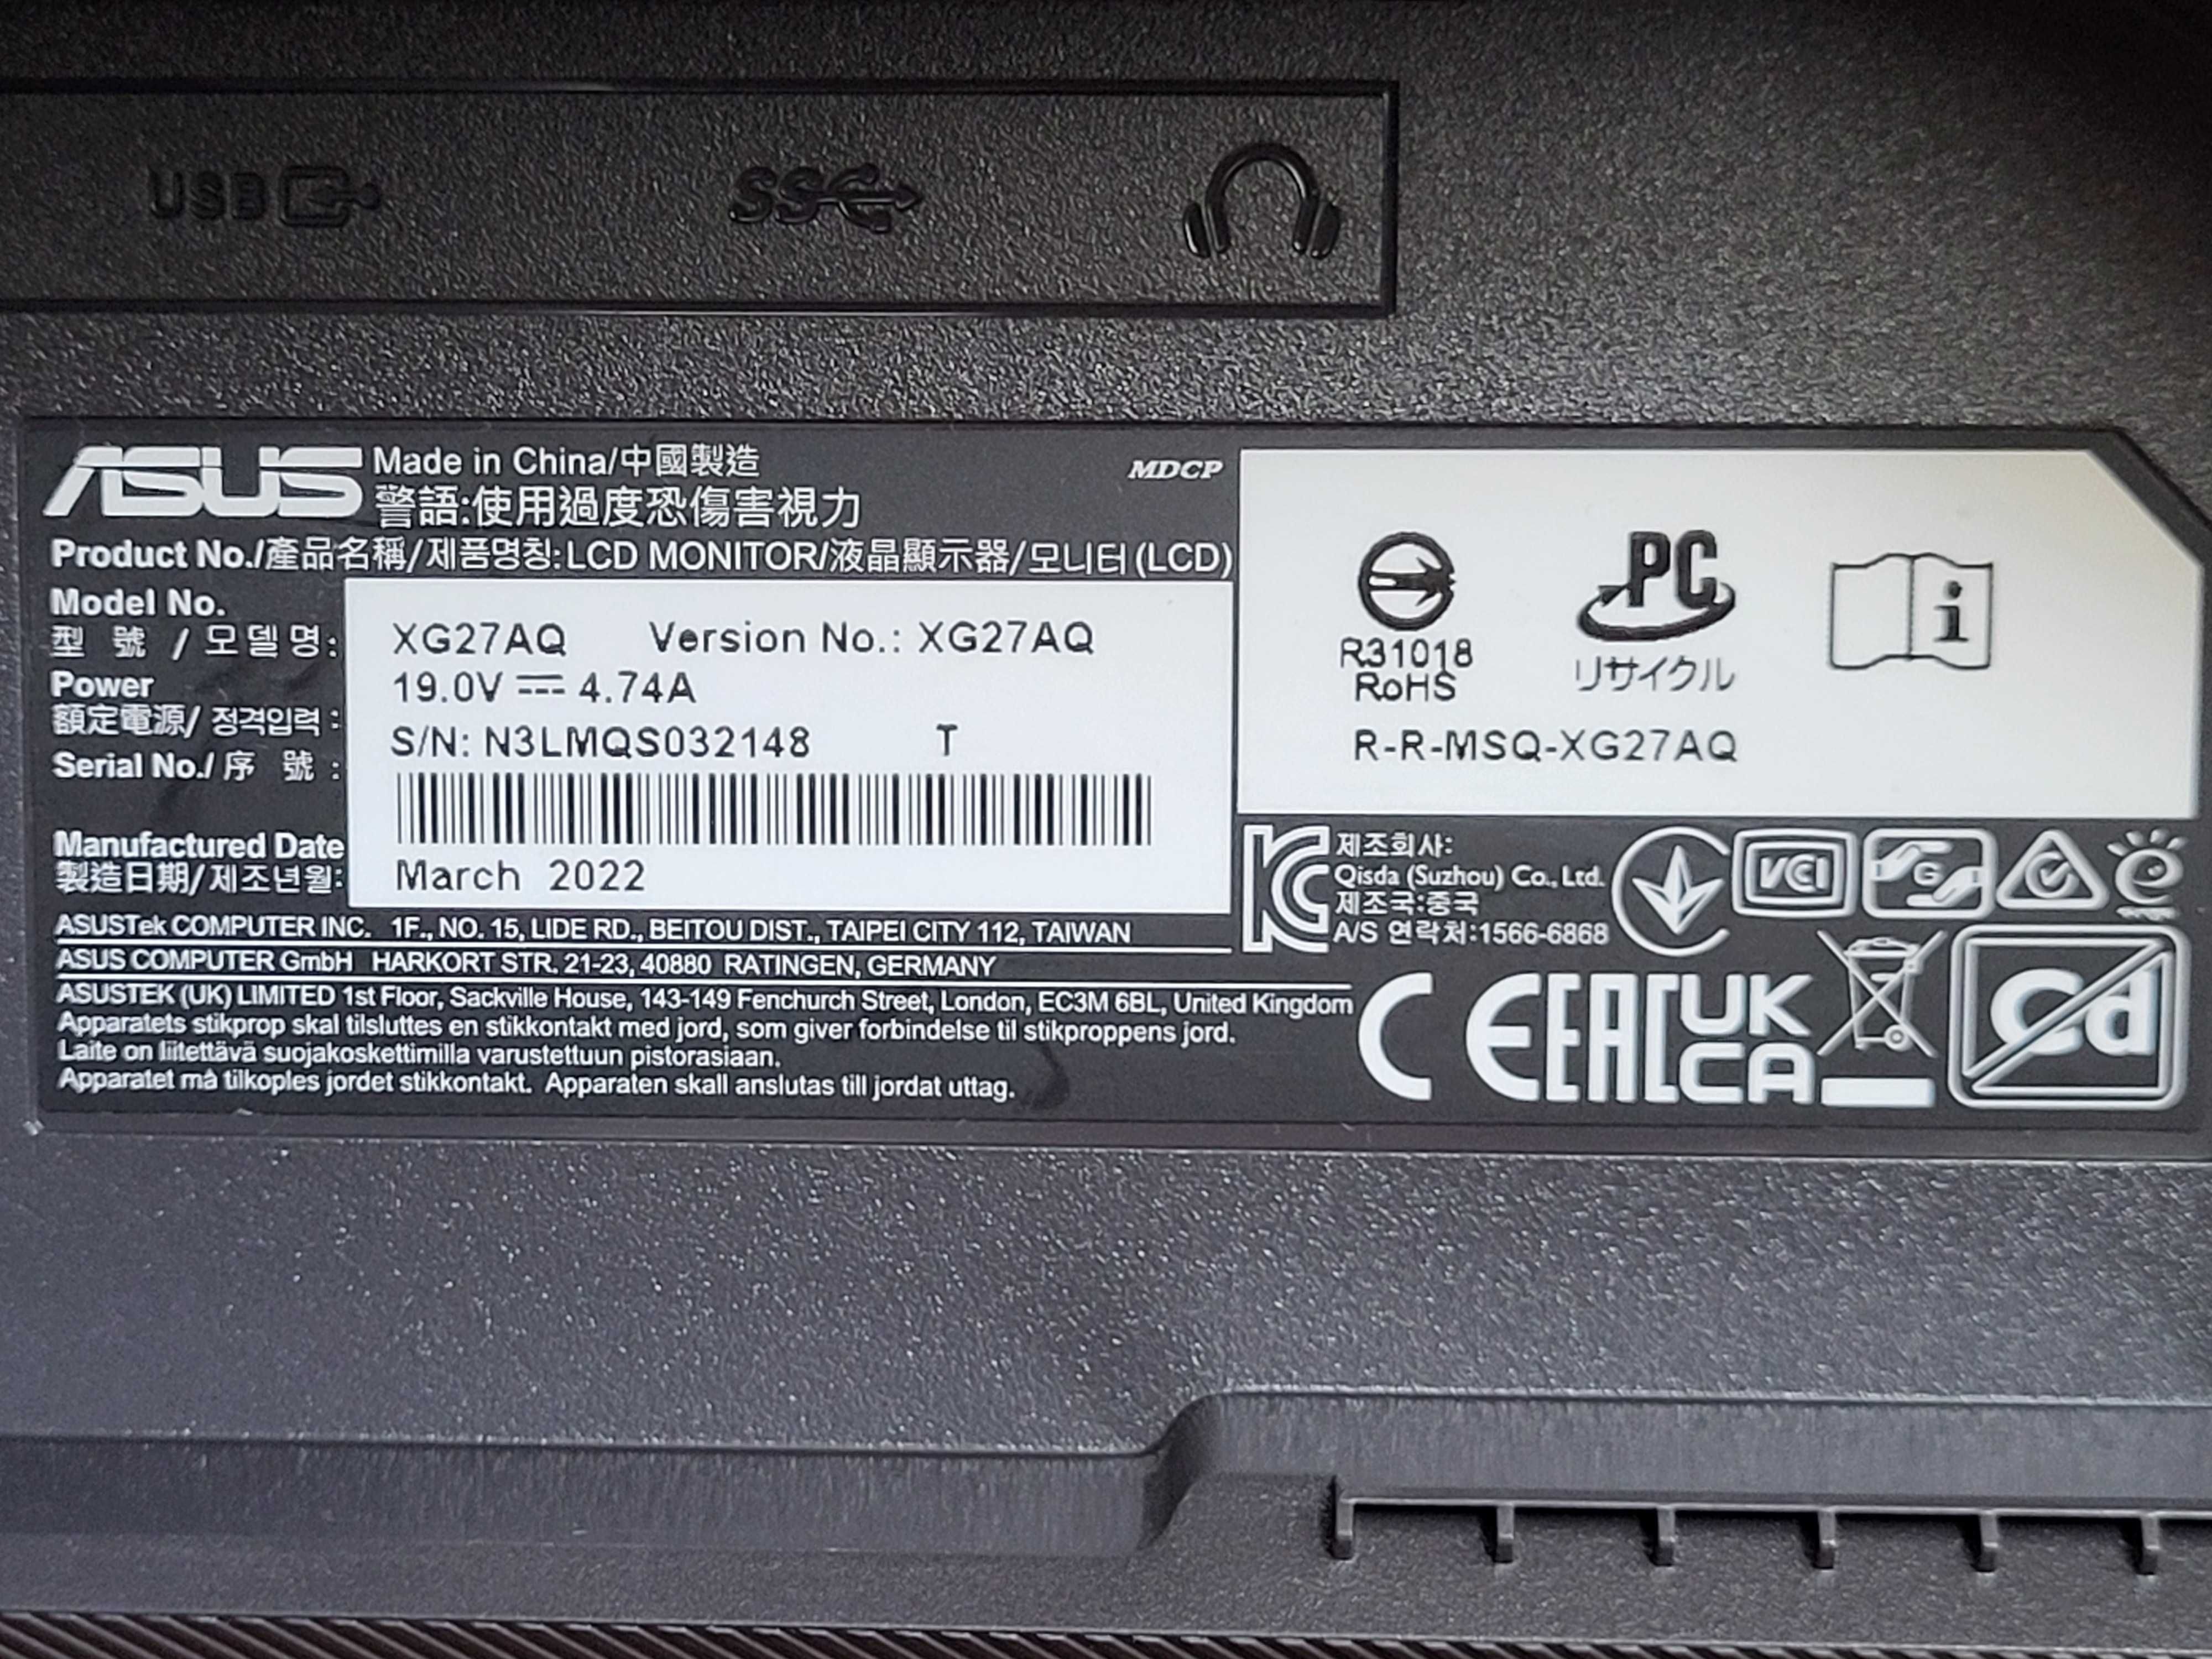 USB SS
ASUS Made in China/中國製造 MDCP
警語:使用過度恐傷害視力
Product No./產品名稱/제품명칭:LCD MONITOR/液晶顯示器/모니터(LCD)
Model No.
型 號 / 모델명: XG27AQ Version No.: XG27AQ
Power 19.0V 4.74A
額定電源/ 정격입력 :
S/N: N3LMQS032148 T
Serial No./ 序 號 :
Manufactured Date
製造日期/ 제조년월: March 2022
ASUSTek COMPUTER INC. 1F., NO. 15, LIDE RD., BEITOU DIST., TAIPEI CITY 112, TAIWAN
ASUS COMPUTER GmbH HARKORT STR. 21-23, 40880 RATINGEN, GERMANY
ASUSTEK (UK) LIMITED 1st Floor, Sackville House, 143-149 Fenchurch Street, London, EC3M 6BL, United Kingdom
Apparatets stikprop skal tilsluttes en stikkontakt med jord, som giver forbindelse til stikproppens jord.
Laite on liitettävä suojakoskettimilla varustettuun pistorasiaan.
Apparatet må tilkoples jordet stikkontakt. Apparaten skall anslutas till jordat uttag.
PC
R31018
RoHS
リサイクル
i
R-R-MSQ-XG27AQ
KC
제조회사:
Qisda (Suzhou) Co., Ltd.
제조국:중국
A/S 연락처:1566-6868
VCI G e
CE EAC UK
CA
Cd